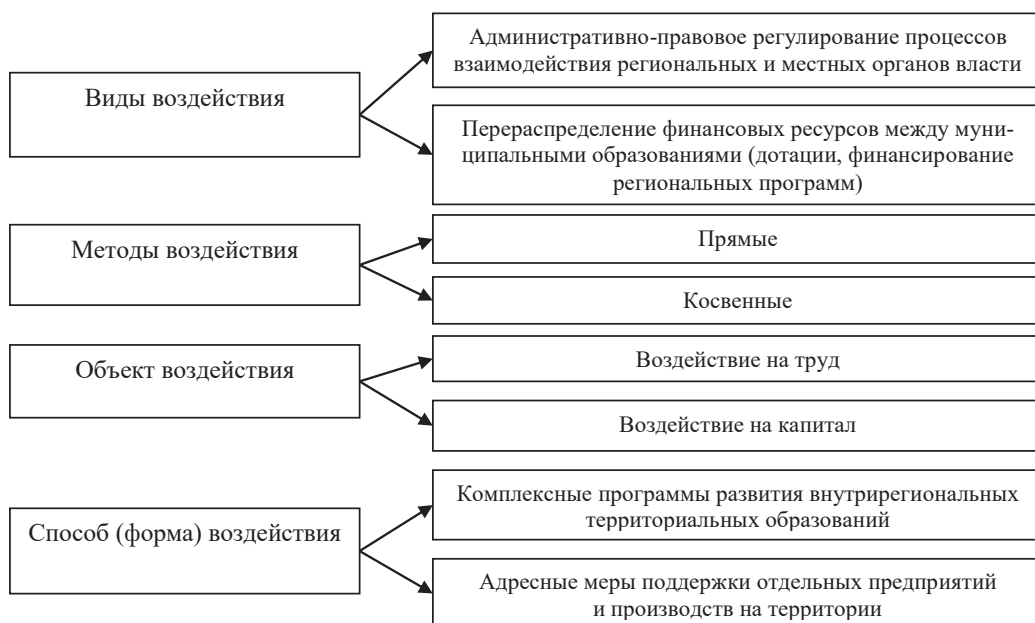 Виды воздействия
Административно-правовое регулирование процессов
взаимодействия региональных и местных органов власти
Перераспределение финансовых ресурсов между муни-
ципальными образованиями (дотации, финансирование
региональных программ)
Методы воздействия
Прямые
Косвенные
Объект воздействия
Воздействие на труд
Воздействие на капитал
Способ (форма) воздействия
Комплексные программы развития внутрирегиональных
территориальных образований
Адресные меры поддержки отдельных предприятий
и производств на территории